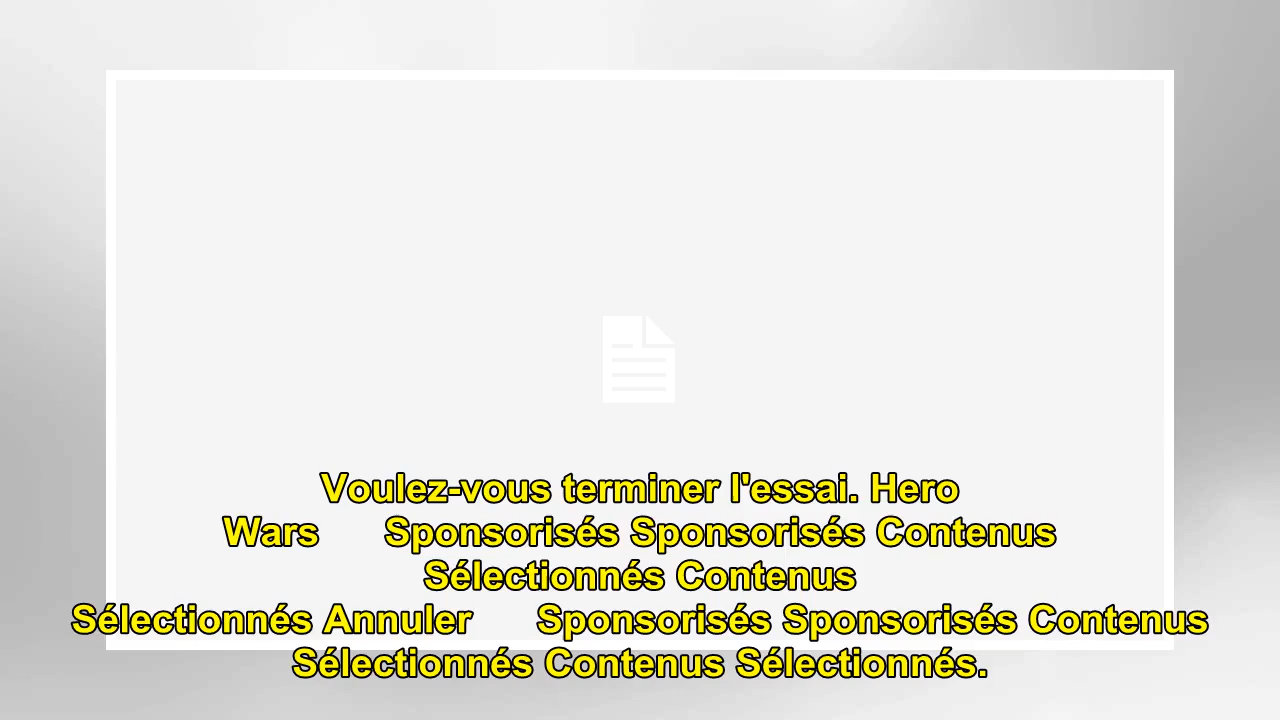 Voulez-vous terminer l'essai. Hero
Wars Sponsorisés Sponsorisés Contenus
Sélectionnés Contenus
Sélectionnés Annuler Sponsorisés Sponsorisés Contenus
Sélectionnés Contenus Sélectionnés.